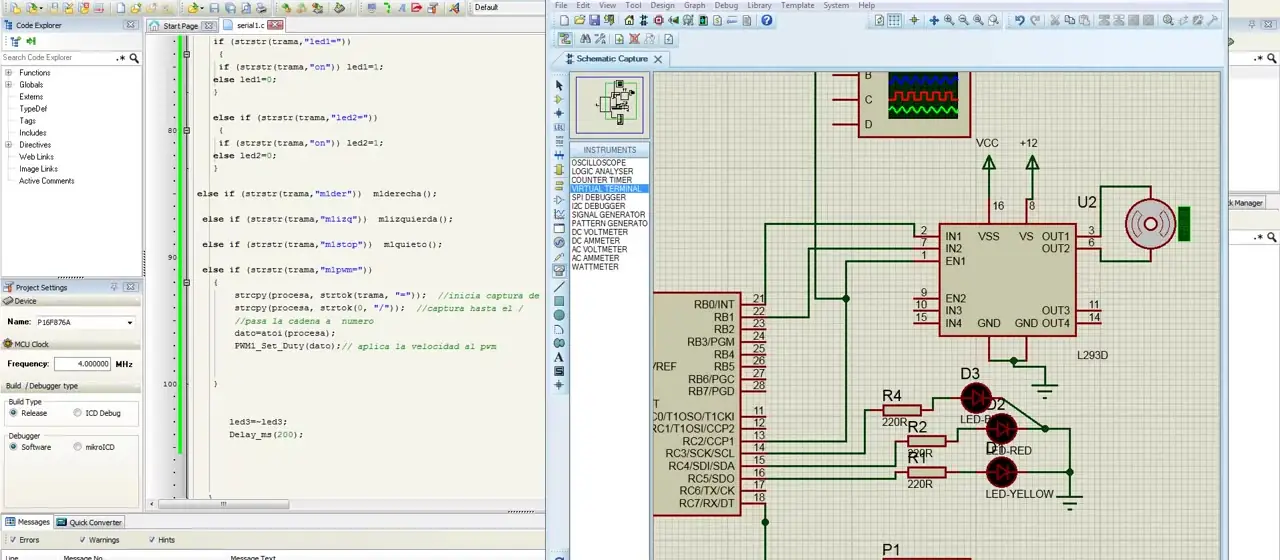 Default
File Edit View Tool Design Graph Debug Library Template System Help
Code Explorer
Start Page
serial1.c
Search Code Explorer
Functions
Globals
Externs
TypeDef
Tags
Includes
Directives
Web Links
Image Links
Active Comments
Project Settings
Device
Name: P16F876A
MCU Clock
Frequency: 4.000000 MHz
Build / Debugger type
Build Type
Release ICD Debug
Debugger
Software mikroICD
if (strstr(trama,"led1="))
{
if (strstr(trama,"on")) led1=1;
else led1=0;
}
else if (strstr(trama,"led2="))
80
{
if (strstr(trama,"on")) led2=1;
else led2=0;
}
else if (strstr(trama,"m1der")) m1derecha();
else if (strstr(trama,"m1izq")) m1izquierda();
else if (strstr(trama,"m1stop")) m1quieto();
90
else if (strstr(trama,"m1pwm="))
{
strcpy(procesa, strtok(trama, "=")); //inicia captura de
strcpy(procesa, strtok(0, "/")); //captura hasta el /
//pasa la cadena a numero
dato=atoi(procesa);
PWM1_Set_Duty(dato);// aplica la velocidad al pwm
100
}
led3=~led3;
Delay_ms(200);
}
Messages Quick Converter
Errors Warnings Hints
Line Message No. Message Text
Schematic Capture
INSTRUMENTS
OSCILLOSCOPE
LOGIC ANALYSER
COUNTER TIMER
VIRTUAL TERMINAL
SPI DEBUGGER
I2C DEBUGGER
SIGNAL GENERATOR
PATTERN GENERATO
DC VOLTMETER
DC AMMETER
AC VOLTMETER
AC AMMETER
WATTMETER
B
C
D
VCC +12
16 8
U2
2 IN1 VSS VS OUT1 3
7 IN2 OUT2 6
1 EN1
9 EN2
10 IN3 OUT3 11
15 IN4 GND GND OUT4 14
L293D
RB0/INT 21
RB1 22
RB2 23
RB3/PGM 24
RB4 25
RB5 26
RB6/PGC 27
RB7/PGD 28
/REF
T
C0/T1OSO/T1CKI 11
RC1/T1OSI/CCP2 12
RC2/CCP1 13
RC3/SCK/SCL 14
RC4/SDI/SDA 15
RC5/SDO 16
RC6/TX/CK 17
RC7/RX/DT 18
R4
220R
R2
220R
R1
220R
D3
D2
LED-RED
LED-YELLOW
P1
k Manager